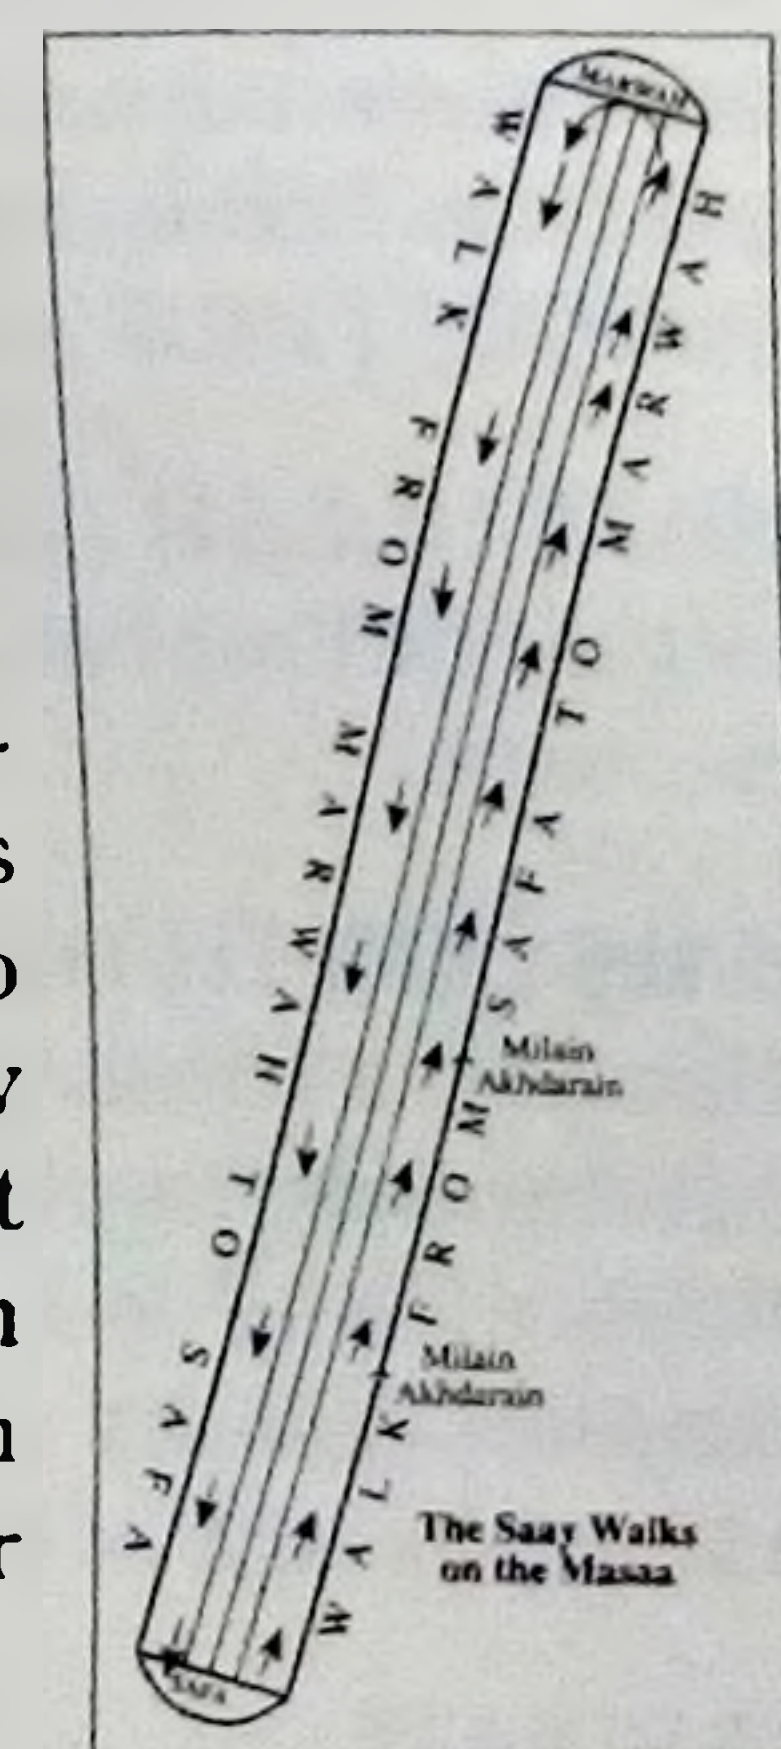 MARWAH
WALK FROM MARWAH TO SAFA
WALK FROM SAFA TO MARWAH
Milain
Akhdarain
Milain
Akhdarain
The Saay Walks
on the Masaa
SAFA